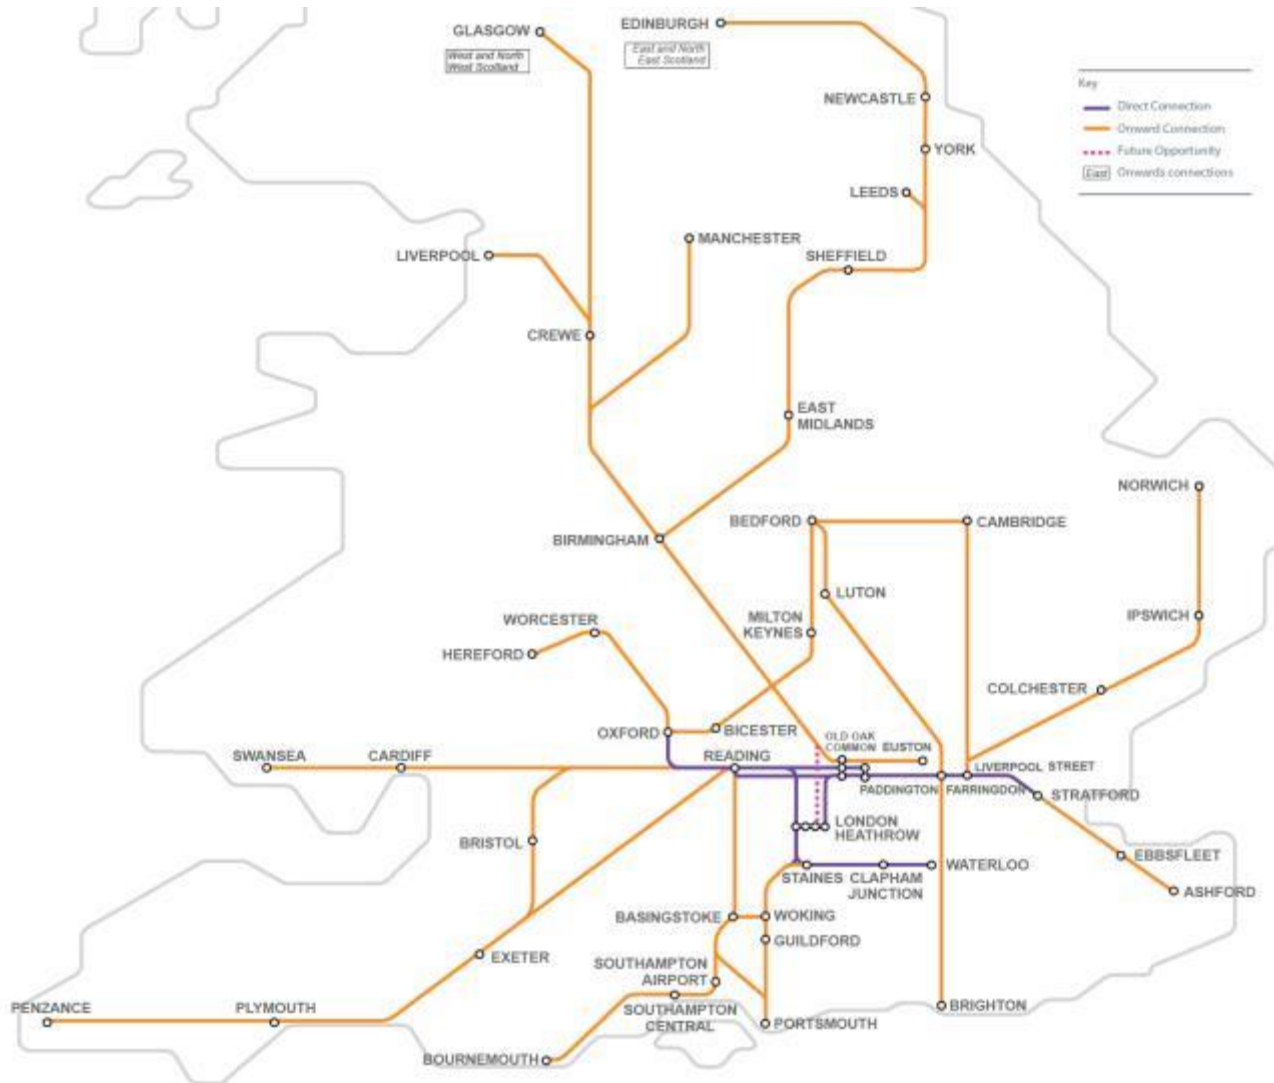 GLASGOW
West and North
West Scotland
EDINBURGH
East and North
East Scotland
Key
Direct Connection
Onward Connection
Future Opportunity
East
Onwards connections
NEWCASTLE
YORK
LEEDS
MANCHESTER
SHEFFIELD
LIVERPOOL
CREWE
EAST
MIDLANDS
NORWICH
BEDFORD
CAMBRIDGE
BIRMINGHAM
LUTON
WORCESTER
MILTON
KEYNES
IPSWICH
HEREFORD
COLCHESTER
OXFORD
BICESTER
OLD OAK
COMMON
EUSTON
SWANSEA
CARDIFF
READING
LIVERPOOL STREET
PADDINGTON
FARRINGDON
STRATFORD
LONDON
HEATHROW
BRISTOL
EBBSFLEET
STAINES
CLAPHAM
JUNCTION
WATERLOO
ASHFORD
BASINGSTOKE
WOKING
GUILDFORD
EXETER
SOUTHAMPTON
AIRPORT
PENZANCE
PLYMOUTH
SOUTHAMPTON
CENTRAL
PORTSMOUTH
BRIGHTON
BOURNEMOUTH